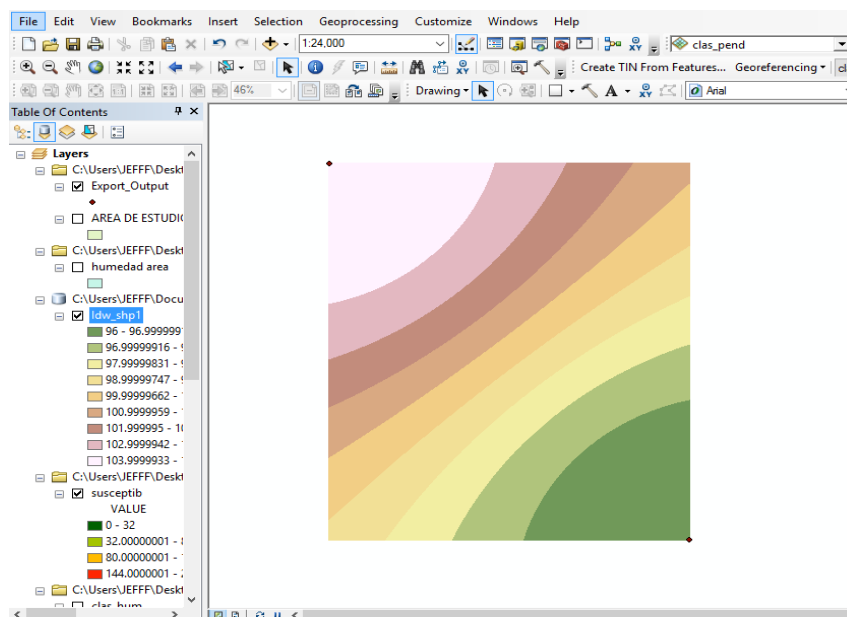 File Edit View Bookmarks Insert Selection Geoprocessing Customize Windows Help
1:24,000 clas_pend
Create TIN From Features... Georeferencing
46% Drawing A Arial
Table Of Contents
Layers
C:\Users\JEFFF\Deskt
Export_Output
AREA DE ESTUDI
C:\Users\JEFFF\Deskt
humedad area
C:\Users\JEFFF\Docu
Idw_shp1
96 - 96.999999
96.99999916 -
97.99999831 -
98.99999747 -
99.99999662 -
100.9999959 -
101.999995 - 10
102.9999942 -
103.9999933 -
C:\Users\JEFFF\Deskt
susceptib
VALUE
0 - 32
32.00000001 -
80.00000001 -
144.0000001 -
C:\Users\JEFFF\Deskt
clas_hum